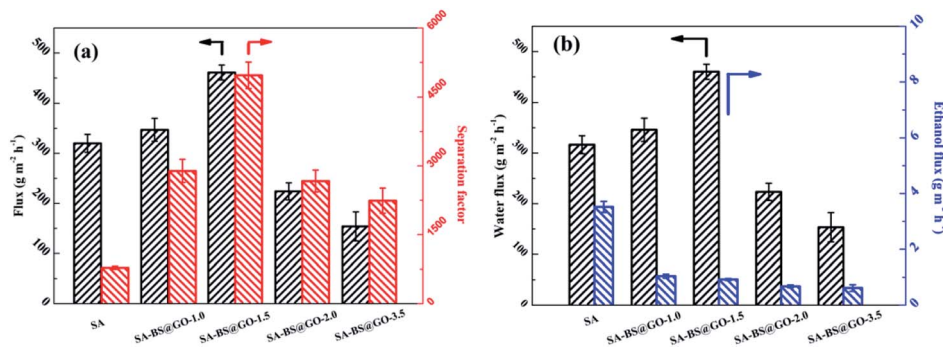 (a)
Flux (g m⁻² h⁻¹)
0
100
200
300
400
500
Separation factor
0
1500
3000
4500
6000
SA
SA-BS@GO-1.0
SA-BS@GO-1.5
SA-BS@GO-2.0
SA-BS@GO-3.5
(b)
Water flux (g m⁻² h⁻¹)
0
100
200
300
400
500
Ethanol flux (g m⁻² h⁻¹)
0
2
4
6
8
10
SA
SA-BS@GO-1.0
SA-BS@GO-1.5
SA-BS@GO-2.0
SA-BS@GO-3.5